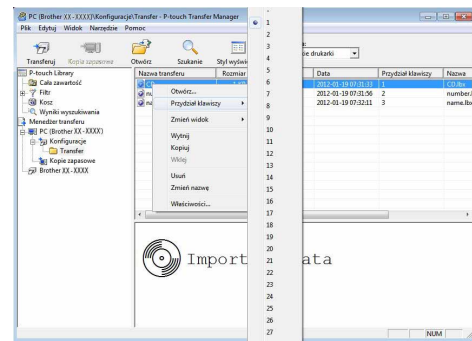 PC (Brother XX-XXXX)\Konfiguracje\Transfer - P-touch Transfer Manager
Plik Edytuj Widok Narzędzie Pomoc
Transferuj Kopia zapasowa Otwórz Szukanie Styl wyświe
ie drukarki
P-touch Library
Cała zawartość
Filtr
Kosz
Wyniki wyszukiwania
Menedżer transferu
PC (Brother XX-XXXX)
Konfiguracje
Transfer
Kopie zapasowe
Brother XX-XXXX
Nazwa transferu Rozmiar Data Przydział klawiszy Nazwa
2012-01-19 07:31:33 1 CD.lbx
nu 2012-01-19 07:31:56 2 number.l
na 2012-01-19 07:32:11 3 name.lbx
Otwórz...
Przydział klawiszy
Zmień widok
Wytnij
Kopiuj
Wklej
Usuń
Zmień nazwę
Właściwości...
-
1
2
3
4
5
6
7
8
9
10
11
12
13
14
15
16
17
18
19
20
21
22
23
24
25
26
27
Import ata
NUM